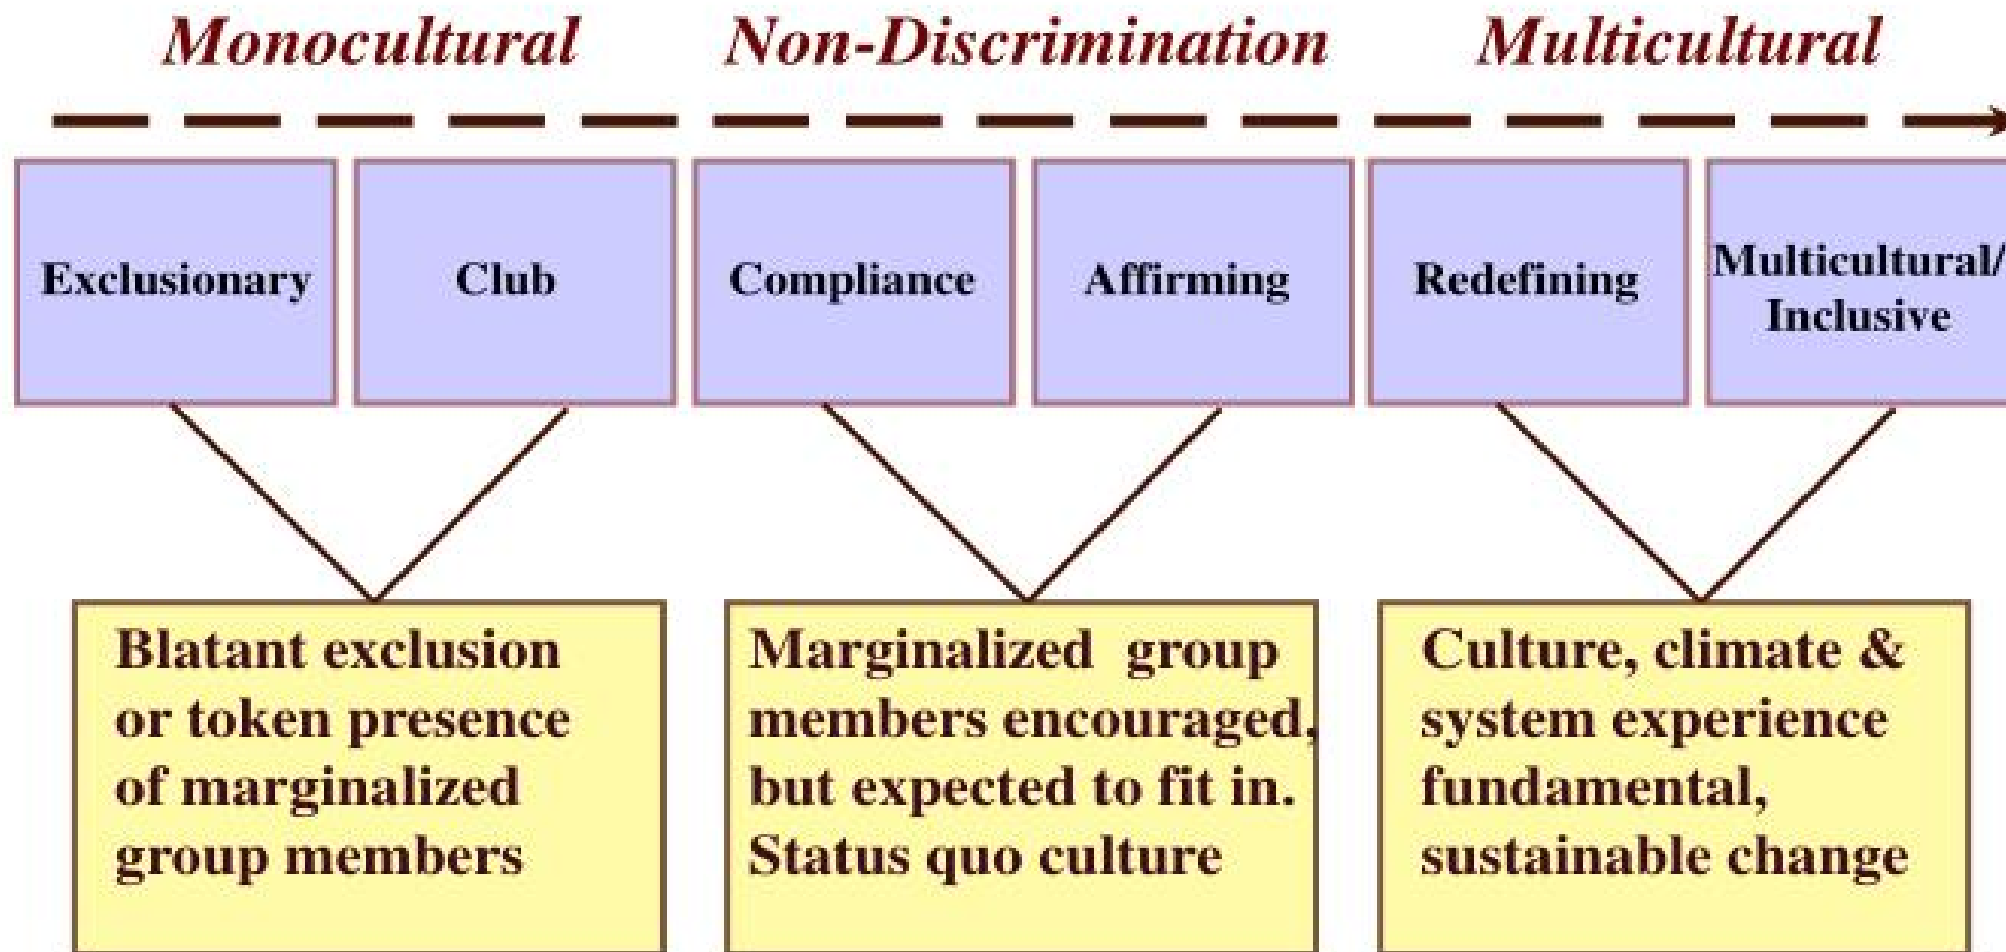 Monocultural
Non-Discrimination
Multicultural
Exclusionary
Club
Compliance
Affirming
Redefining
Multicultural/
Inclusive
Blatant exclusion
or token presence
of marginalized
group members
Marginalized group
members encouraged,
but expected to fit in.
Status quo culture
Culture, climate &
system experience
fundamental,
sustainable change